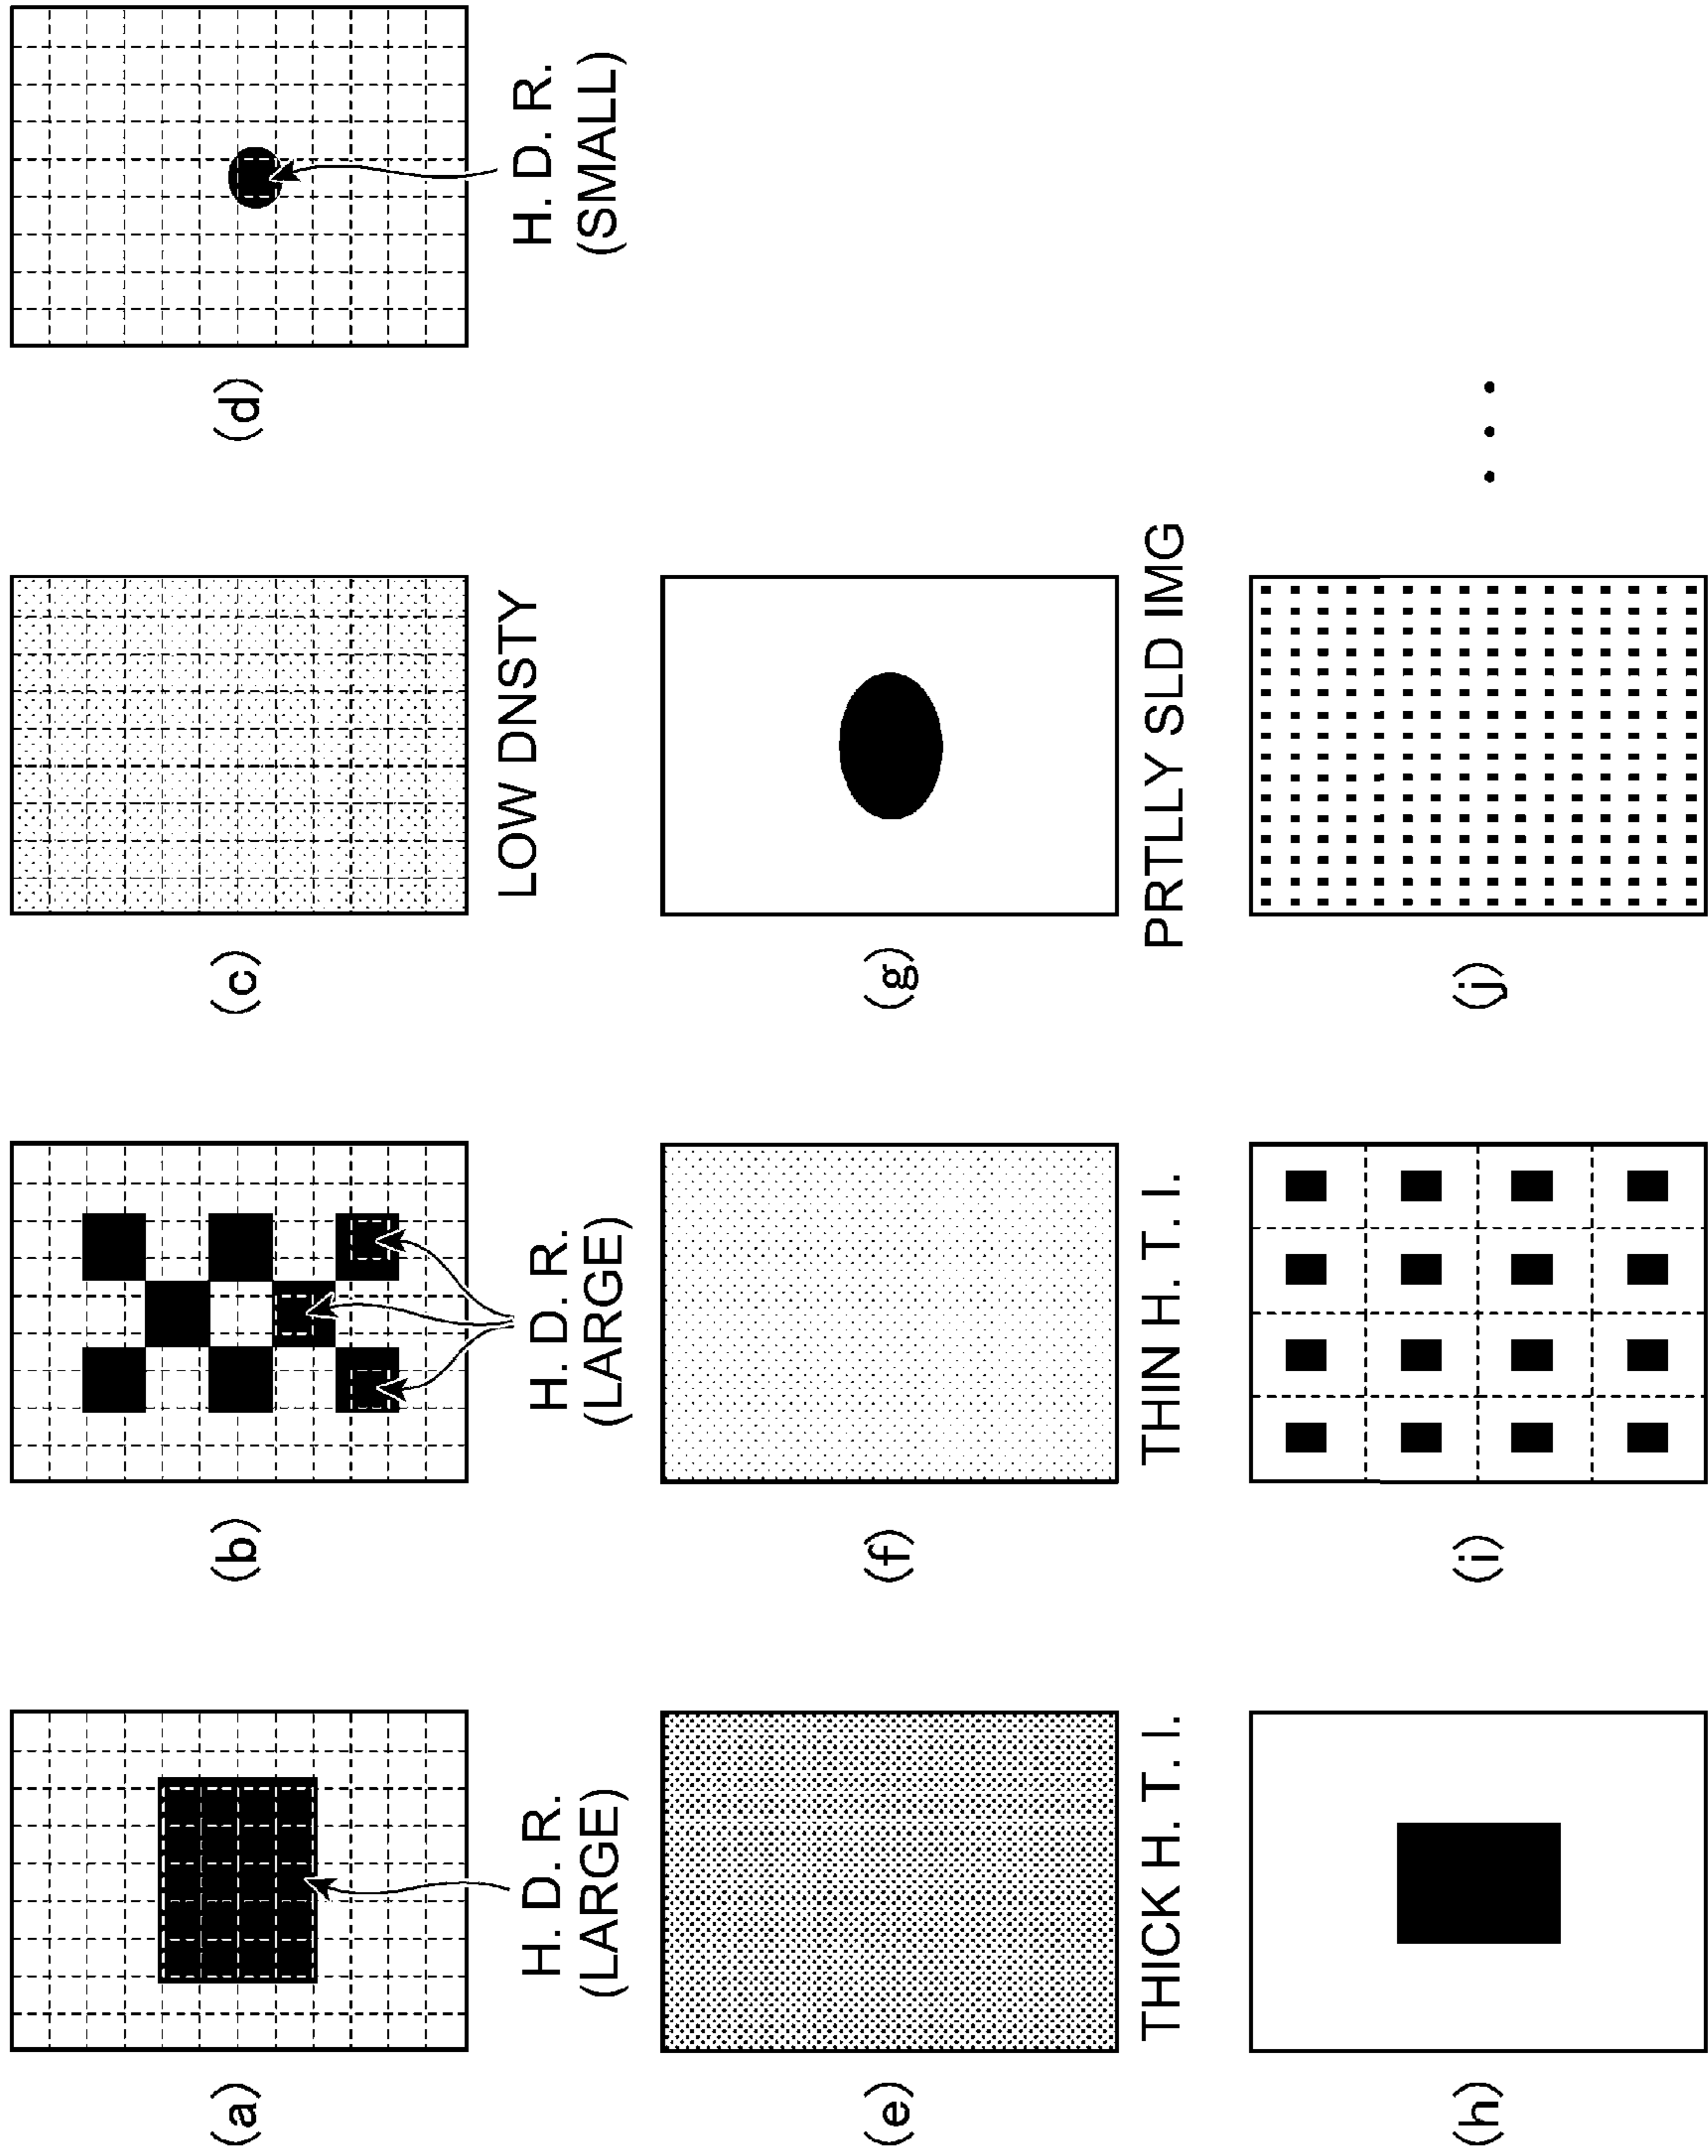 (a)
H. D. R.
(LARGE)
(b)
H. D. R.
(LARGE)
(c)
LOW DNSTY
(d)
H. D. R.
(SMALL)
(e)
THICK H. T. I.
(f)
THIN H. T. I.
(g)
PRTLLY SLD IMG
(h)
(i)
(j)
• • •